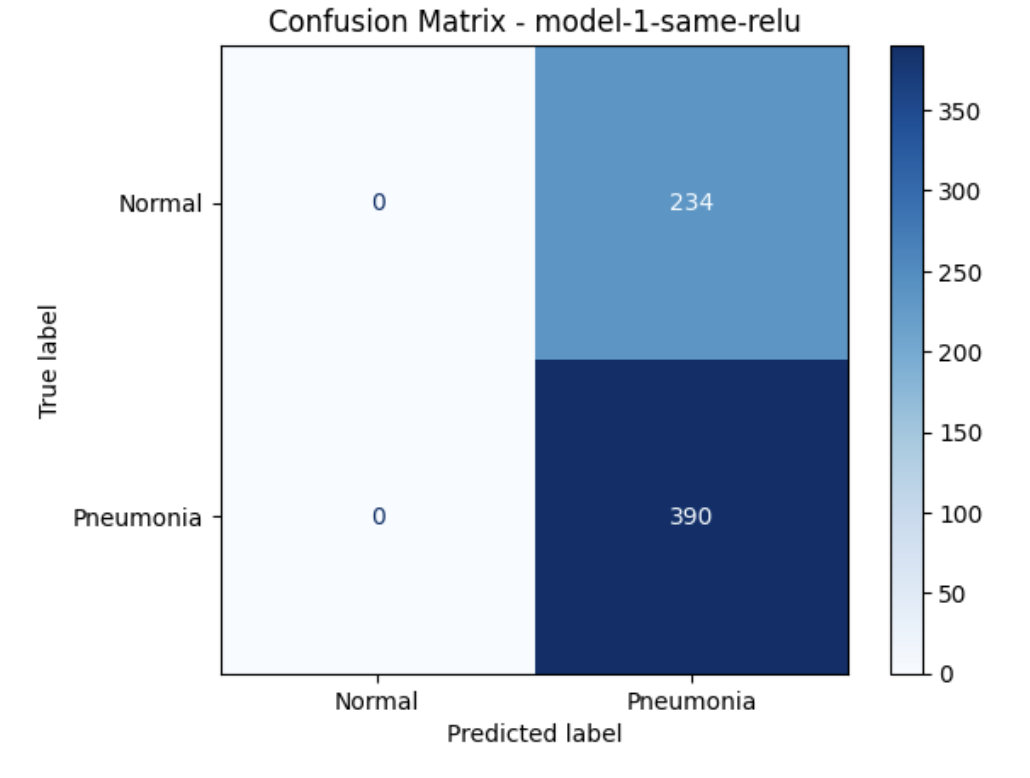 Confusion Matrix - model-1-same-relu
True label
Normal
0
234
Pneumonia
0
390
Normal
Pneumonia
Predicted label
350
300
250
200
150
100
50
0